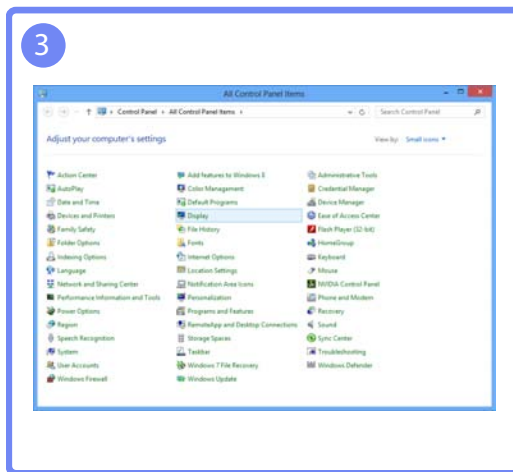 3
All Control Panel Items
Control Panel All Control Panel Items Search Control Panel
Adjust your computer's settings View by: Small icons
Action Center Add features to Windows 8 Administrative Tools
AutoPlay Color Management Credential Manager
Date and Time Default Programs Device Manager
Devices and Printers Display Ease of Access Center
Family Safety File History Flash Player (32-bit)
Folder Options Fonts HomeGroup
Indexing Options Internet Options Keyboard
Language Location Settings Mouse
Network and Sharing Center Notification Area Icons NVIDIA Control Panel
Performance Information and Tools Personalization Phone and Modem
Power Options Programs and Features Recovery
Region RemoteApp and Desktop Connections Sound
Speech Recognition Storage Spaces Sync Center
System Taskbar Troubleshooting
User Accounts Windows 7 File Recovery Windows Defender
Windows Firewall Windows Update